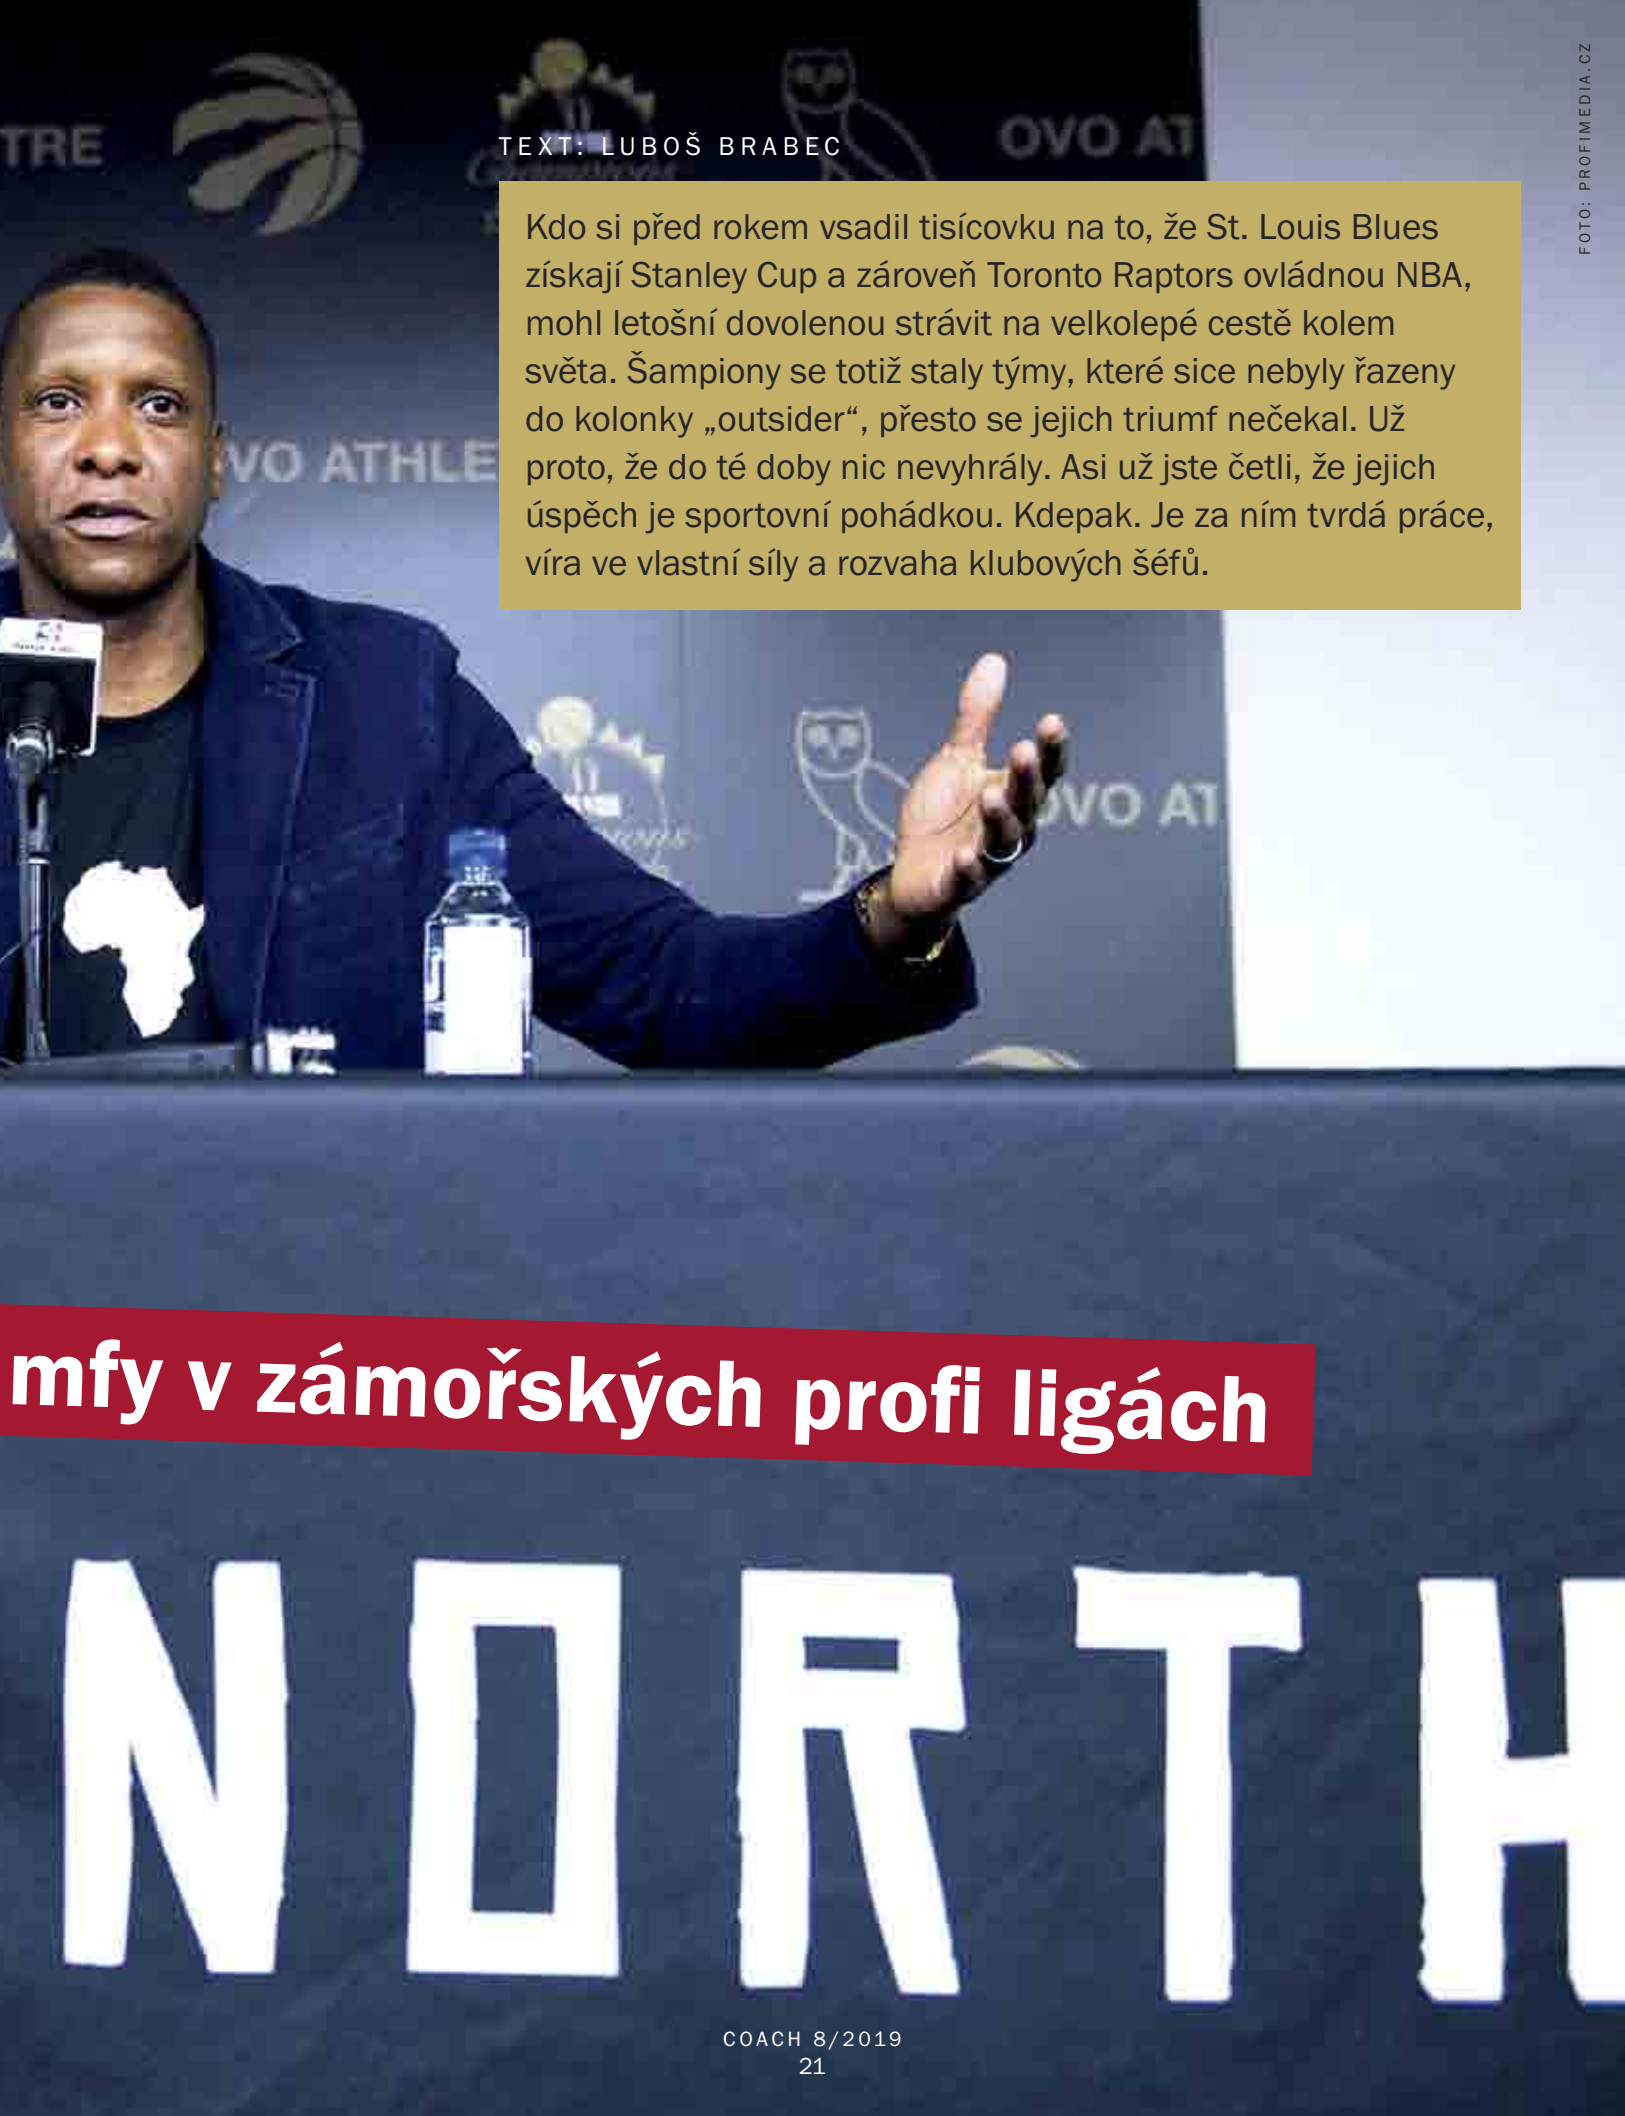 TRE
OVO AT
TEXT: LUBOŠ BRABEC
FOTO: PROFIMEDIA.CZ
Kdo si před rokem vsadil tisícovku na to, že St. Louis Blues
získají Stanley Cup a zároveň Toronto Raptors ovládnou NBA,
mohl letošní dovolenou strávit na velkolepé cestě kolem
světa. Šampiony se totiž staly týmy, které sice nebyly řazeny
do kolonky „outsider“, přesto se jejich triumf nečekal. Už
proto, že do té doby nic nevyhrály. Asi už jste četli, že jejich
úspěch je sportovní pohádkou. Kdepak. Je za ním tvrdá práce,
víra ve vlastní síly a rozvaha klubových šéfů.
VO ATHLE
OVO AT
mfy v zámořských profi ligách
NORTH
COACH 8/2019
21